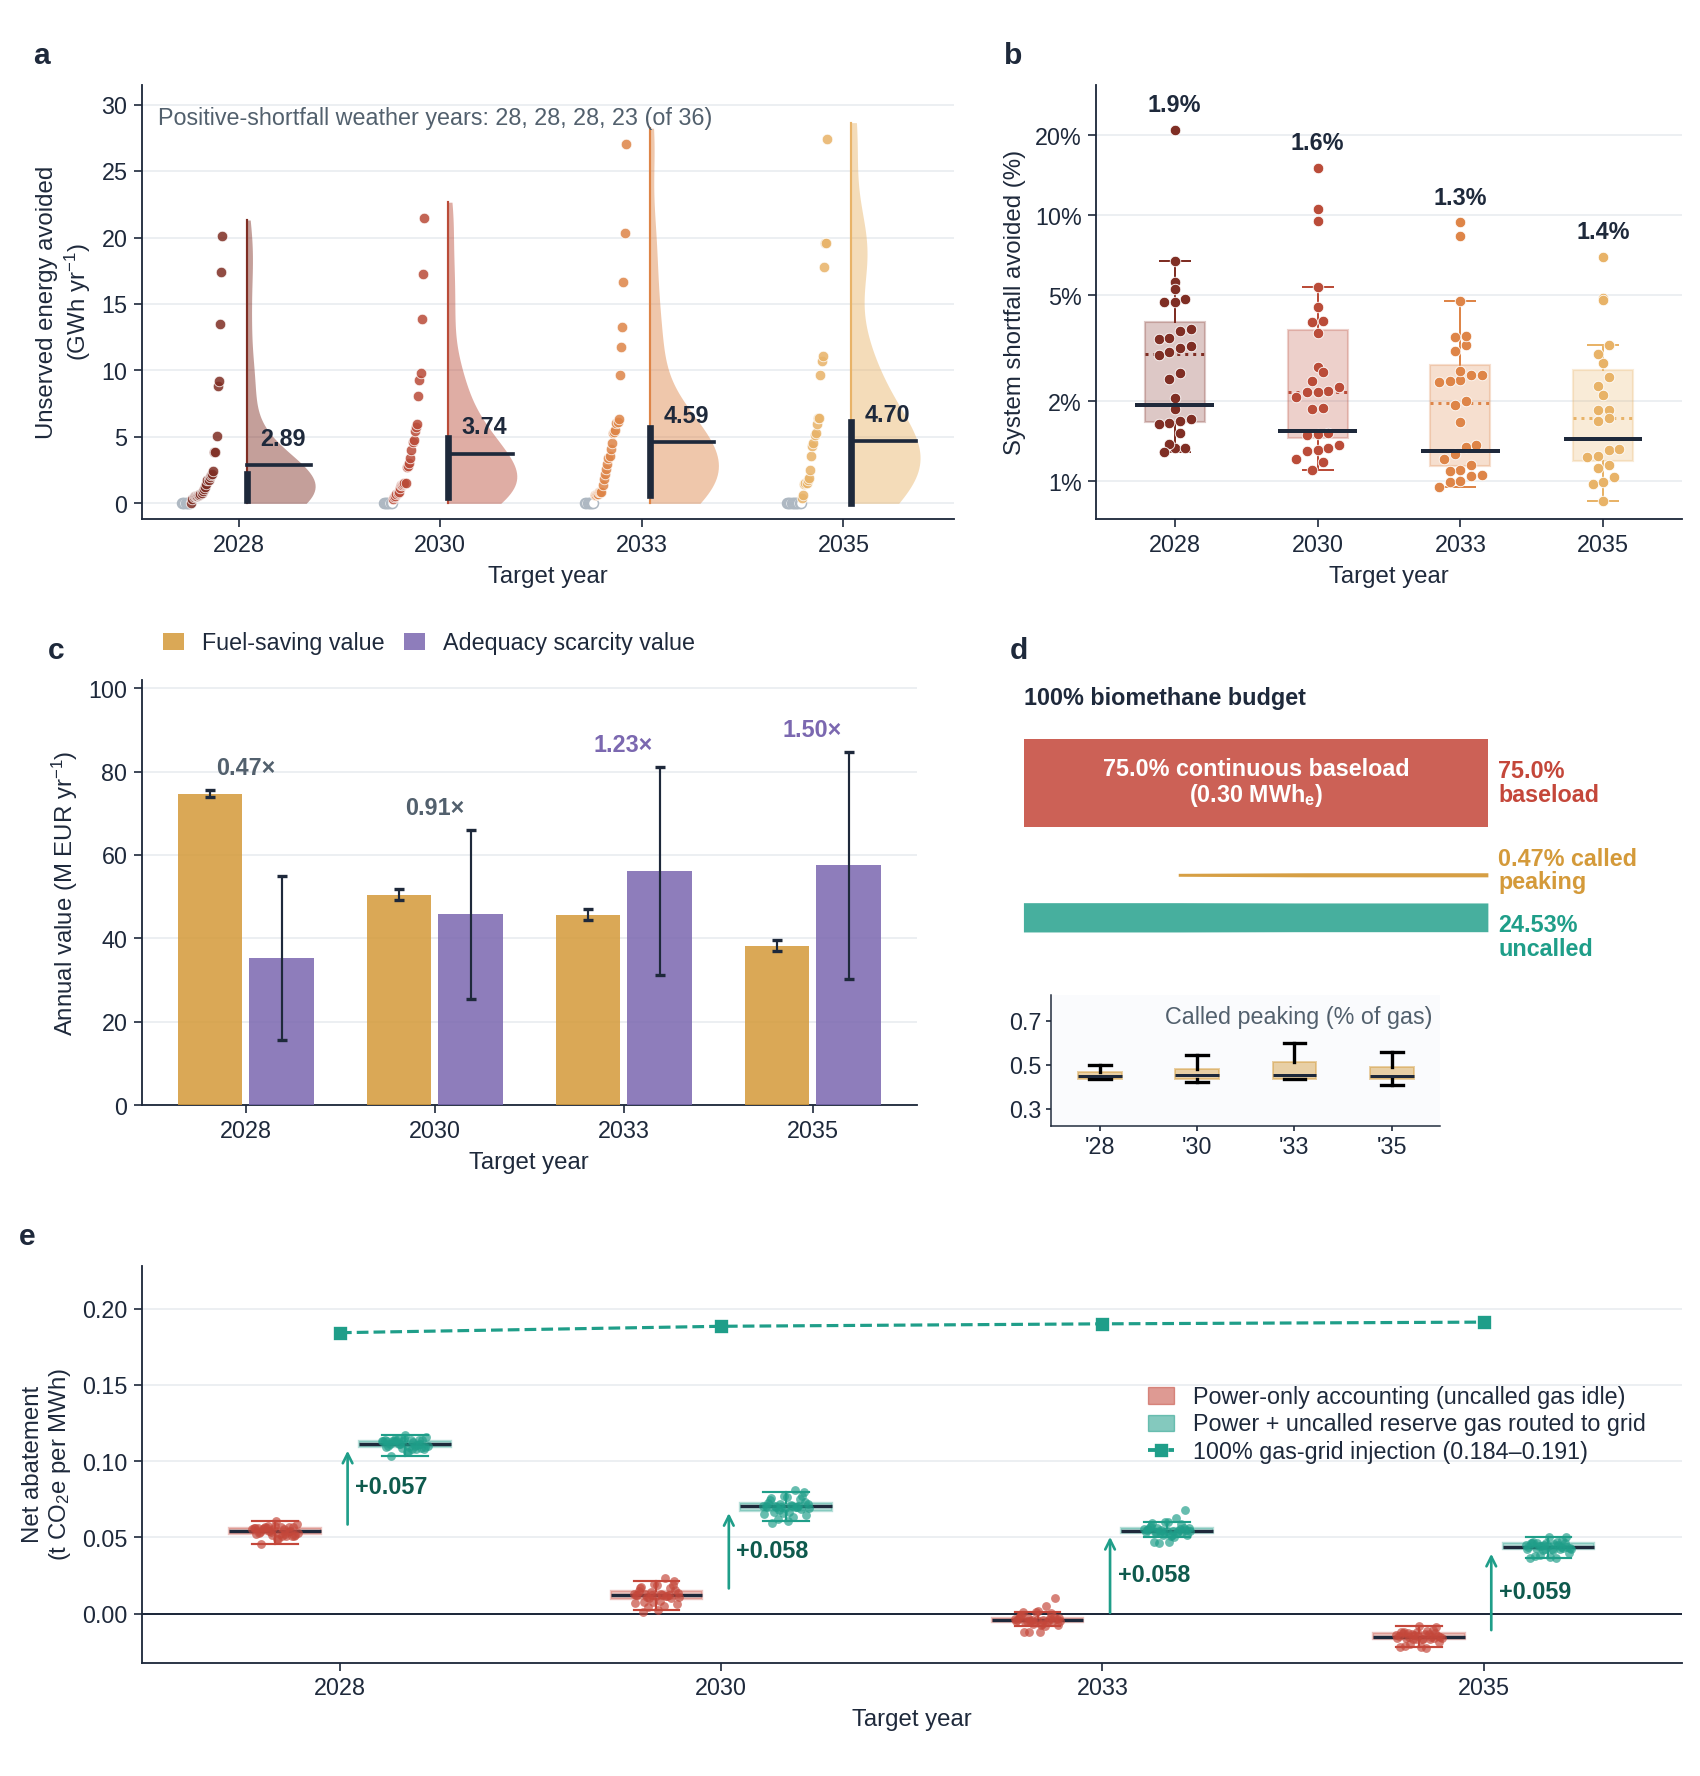 a
Positive-shortfall weather years: 28, 28, 28, 23 (of 36)
30
25
20
15
10
5
0
Unserved energy avoided
(GWh yr⁻¹)
2.89
3.74
4.59
4.70
2028
2030
2033
2035
Target year
b
20%
10%
5%
2%
1%
System shortfall avoided (%)
1.9%
1.6%
1.3%
1.4%
2028
2030
2033
2035
Target year
c
Fuel-saving value
Adequacy scarcity value
100
80
60
40
20
0
Annual value (M EUR yr⁻¹)
0.47×
0.91×
1.23×
1.50×
2028
2030
2033
2035
Target year
d
100% biomethane budget
75.0% continuous baseload
(0.30 MWhₑ)
75.0%
baseload
0.47% called
peaking
24.53%
uncalled
Called peaking (% of gas)
0.7
0.5
0.3
'28
'30
'33
'35
e
0.20
0.15
0.10
0.05
0.00
Net abatement
(t CO₂e per MWh)
Power-only accounting (uncalled gas idle)
Power + uncalled reserve gas routed to grid
100% gas-grid injection (0.184–0.191)
+0.057
+0.058
+0.058
+0.059
2028
2030
2033
2035
Target year